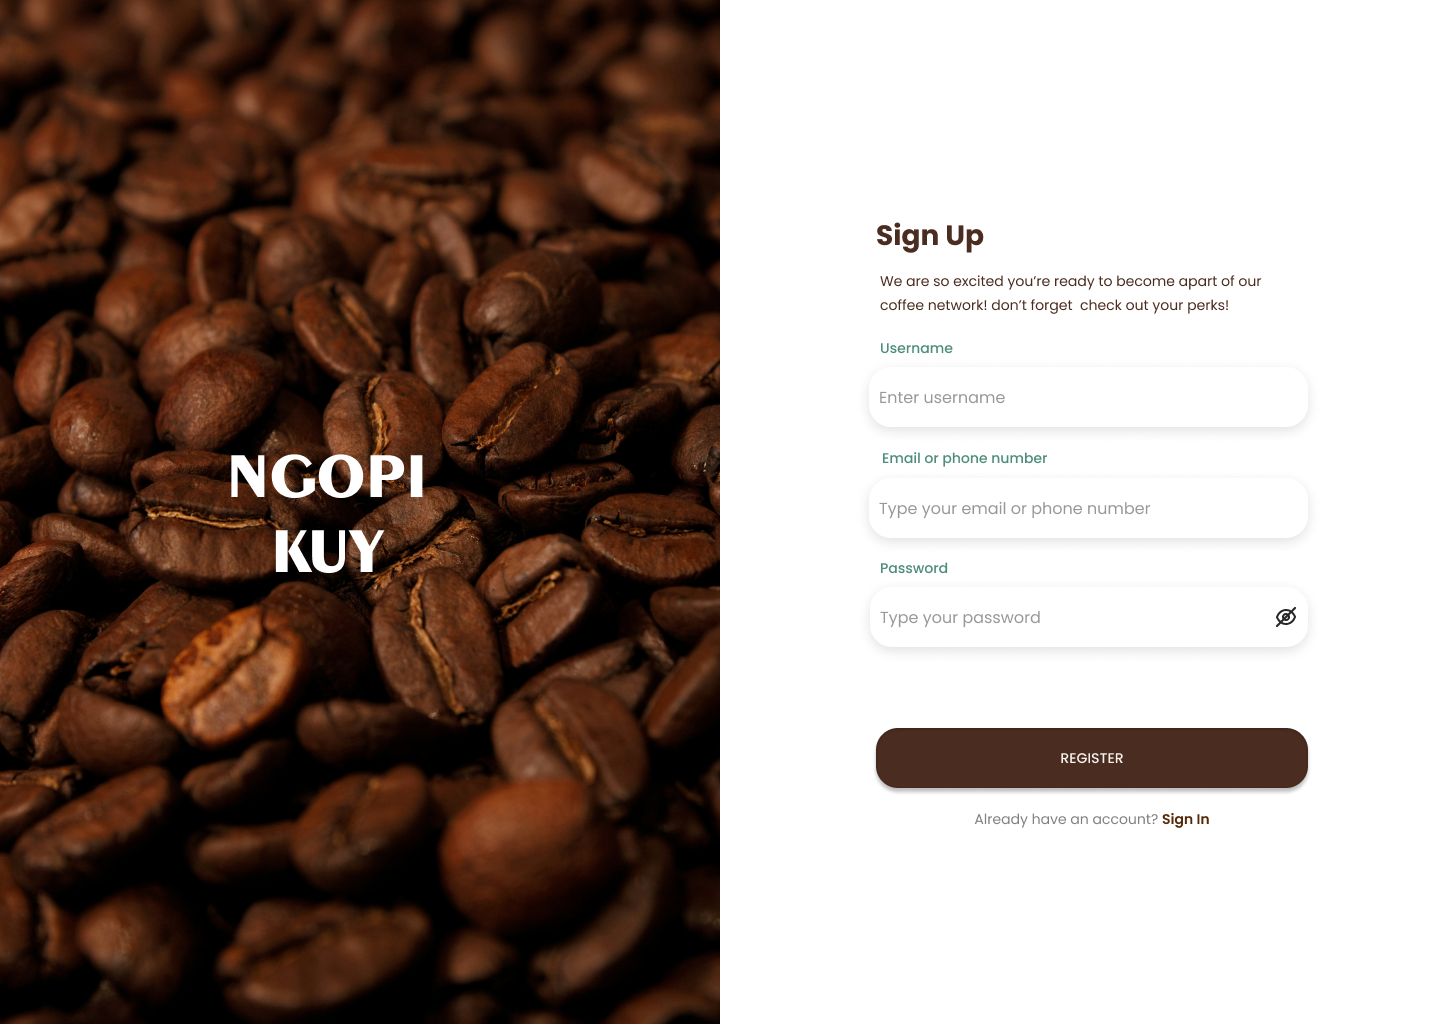 NGOPI
KUY
Sign Up
We are so excited you’re ready to become apart of our
coffee network! don’t forget  check out your perks!
Username
Enter username
Email or phone number
Type your email or phone number
Password
Type your password
REGISTER
Already have an account? Sign In